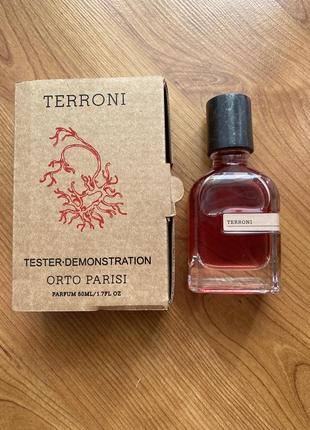 TERRONI
TESTER·DEMONSTRATION
ORTO PARISI
PARFUM 50ML/1.7FL OZ
TERRONI